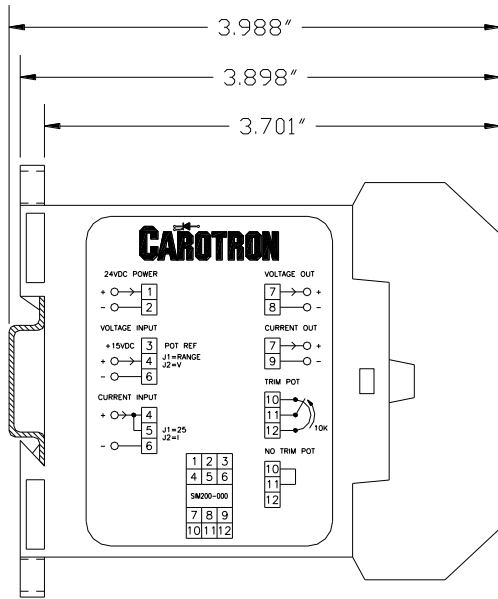 3.988"
3.898"
3.701"
CAROTRON
24VDC POWER
+ 1
- 2
VOLTAGE INPUT
3 POT REF
+15VDC
+ 4 J1=RANGE
J2=V
- 6
CURRENT INPUT
+ 4
5 J1=25
J2=I
- 6
VOLTAGE OUT
7 +
8 -
CURRENT OUT
7 +
9 -
TRIM POT
10
11
12 10K
NO TRIM POT
10
11
12
1 2 3
4 5 6
SIM200-000
7 8 9
10 11 12